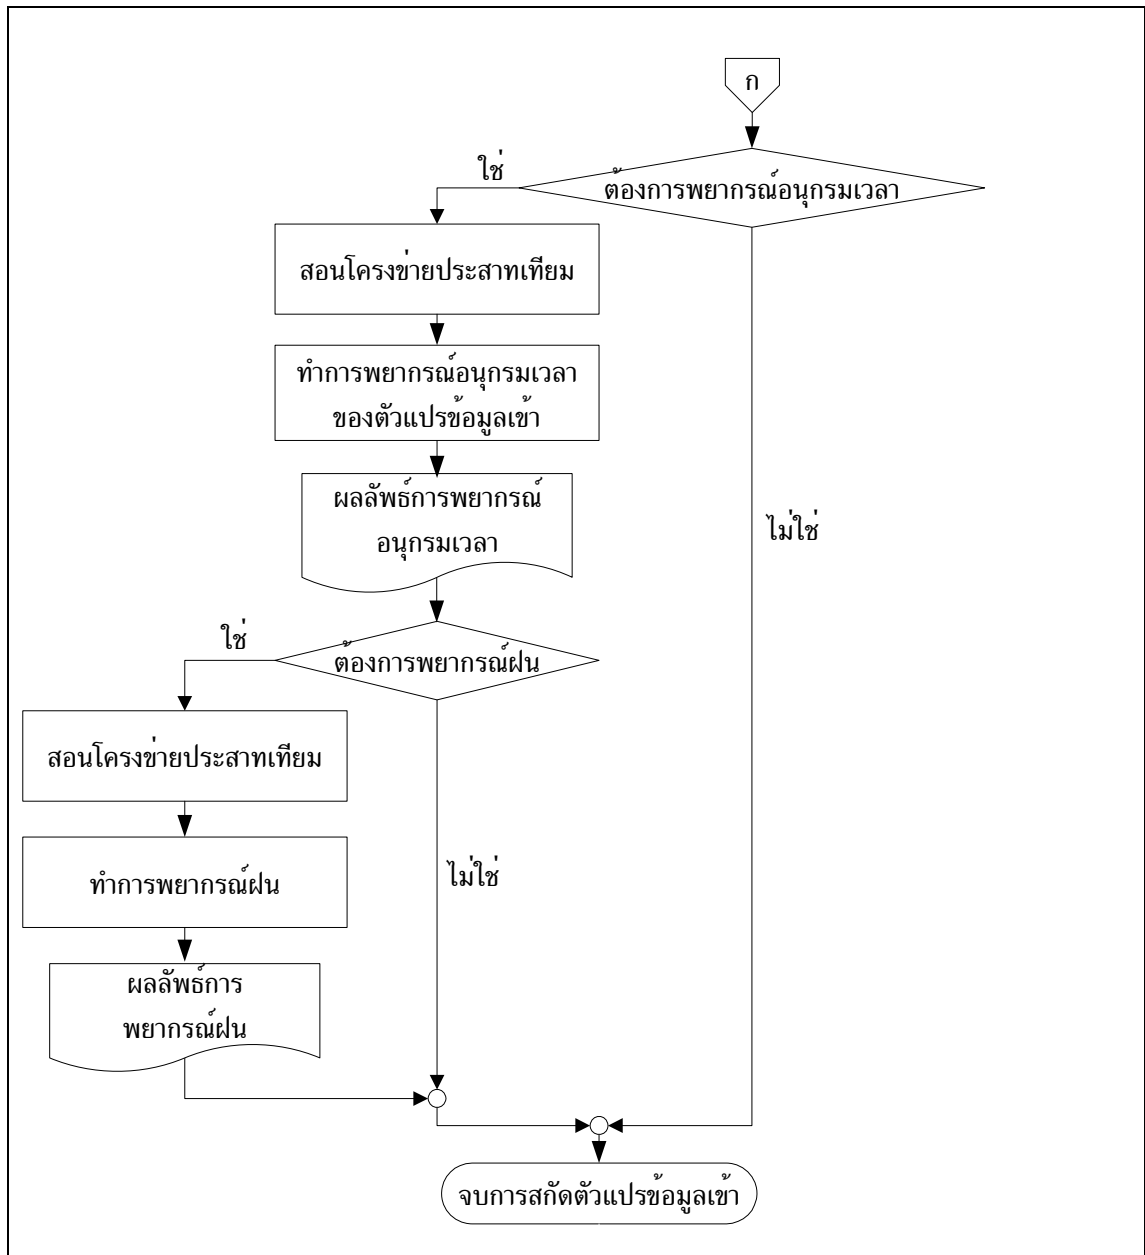 ก
ต้องการพยากรณ์อนุกรมเวลา
ใช่
สอนโครงข่ายประสาทเทียม
ทำการพยากรณ์อนุกรมเวลา
ของตัวแปรข้อมูลเข้า
ผลลัพธ์การพยากรณ์
อนุกรมเวลา
ไม่ใช่
ใช่
ต้องการพยากรณ์ฝน
สอนโครงข่ายประสาทเทียม
ทำการพยากรณ์ฝน
ไม่ใช่
ผลลัพธ์การ
พยากรณ์ฝน
จบการสกัดตัวแปรข้อมูลเข้า